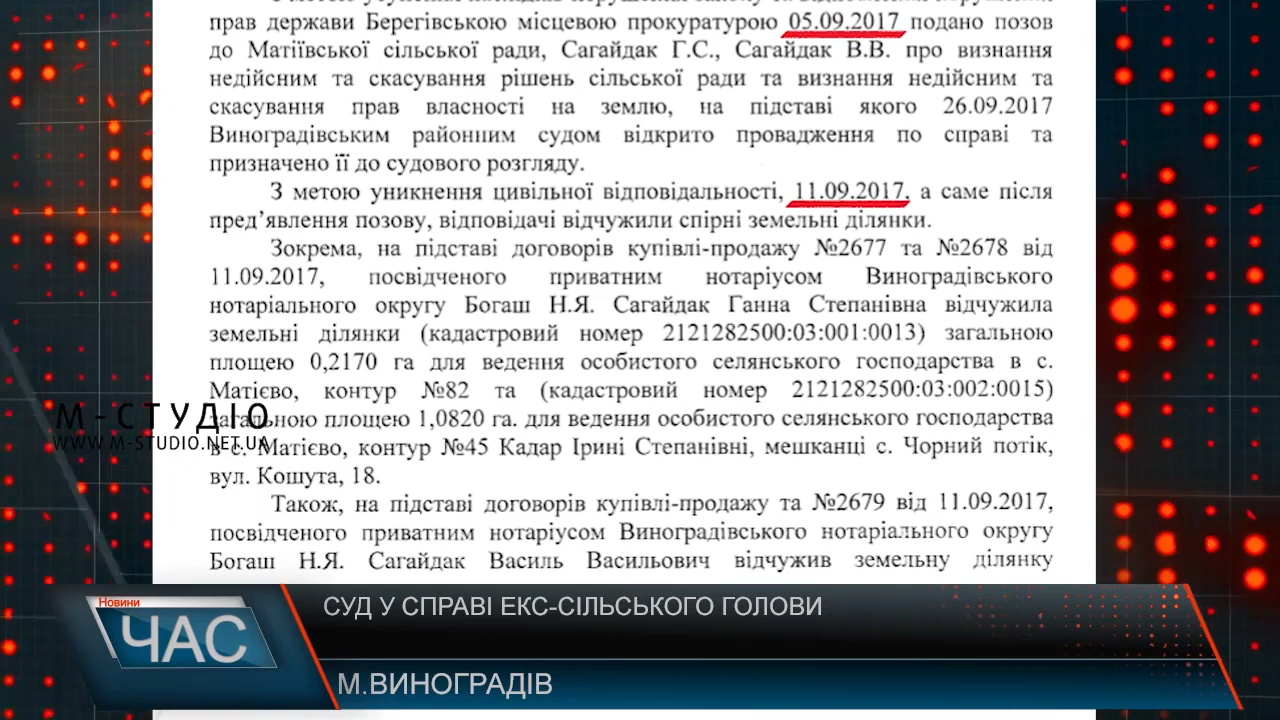 прав держави Берегівською місцевою прокуратурою 05.09.2017 подано позов
до Матіївської сільської ради, Сагайдак Г.С., Сагайдак В.В. про визнання
недійсним та скасування рішень сільської ради та визнання недійсним та
скасування прав власності на землю, на підставі якого 26.09.2017
Виноградівським районним судом відкрито провадження по справі та
призначено її до судового розгляду.
З метою уникнення цивільної відповідальності, 11.09.2017, а саме після
пред’явлення позову, відповідачі відчужили спірні земельні ділянки.
Зокрема, на підставі договорів купівлі-продажу №2677 та №2678 від
11.09.2017, посвідченого приватним нотаріусом Виноградівського
нотаріального округу Богаш Н.Я. Сагайдак Ганна Степанівна відчужила
земельні ділянки (кадастровий номер 2121282500:03:001:0013) загальною
площею 0,2170 га для ведення особистого селянського господарства в с.
Матієво, контур №82 та (кадастровий номер 2121282500:03:002:0015)
загальною площею 1,0820 га. для ведення особистого селянського господарства
в с. Матієво, контур №45 Кадар Ірині Степанівні, мешканці с. Чорний потік,
вул. Кошута, 18.
Також, на підставі договорів купівлі-продажу та №2679 від 11.09.2017,
посвідченого приватним нотаріусом Виноградівського нотаріального округу
Богаш Н.Я. Сагайдак Василь Васильович відчужив земельну ділянку
М-СТУДІО
WWW.M-STUDIO.NET.UA
Новини
ЧАС
СУД У СПРАВІ ЕКС-СІЛЬСЬКОГО ГОЛОВИ
М.ВИНОГРАДІВ